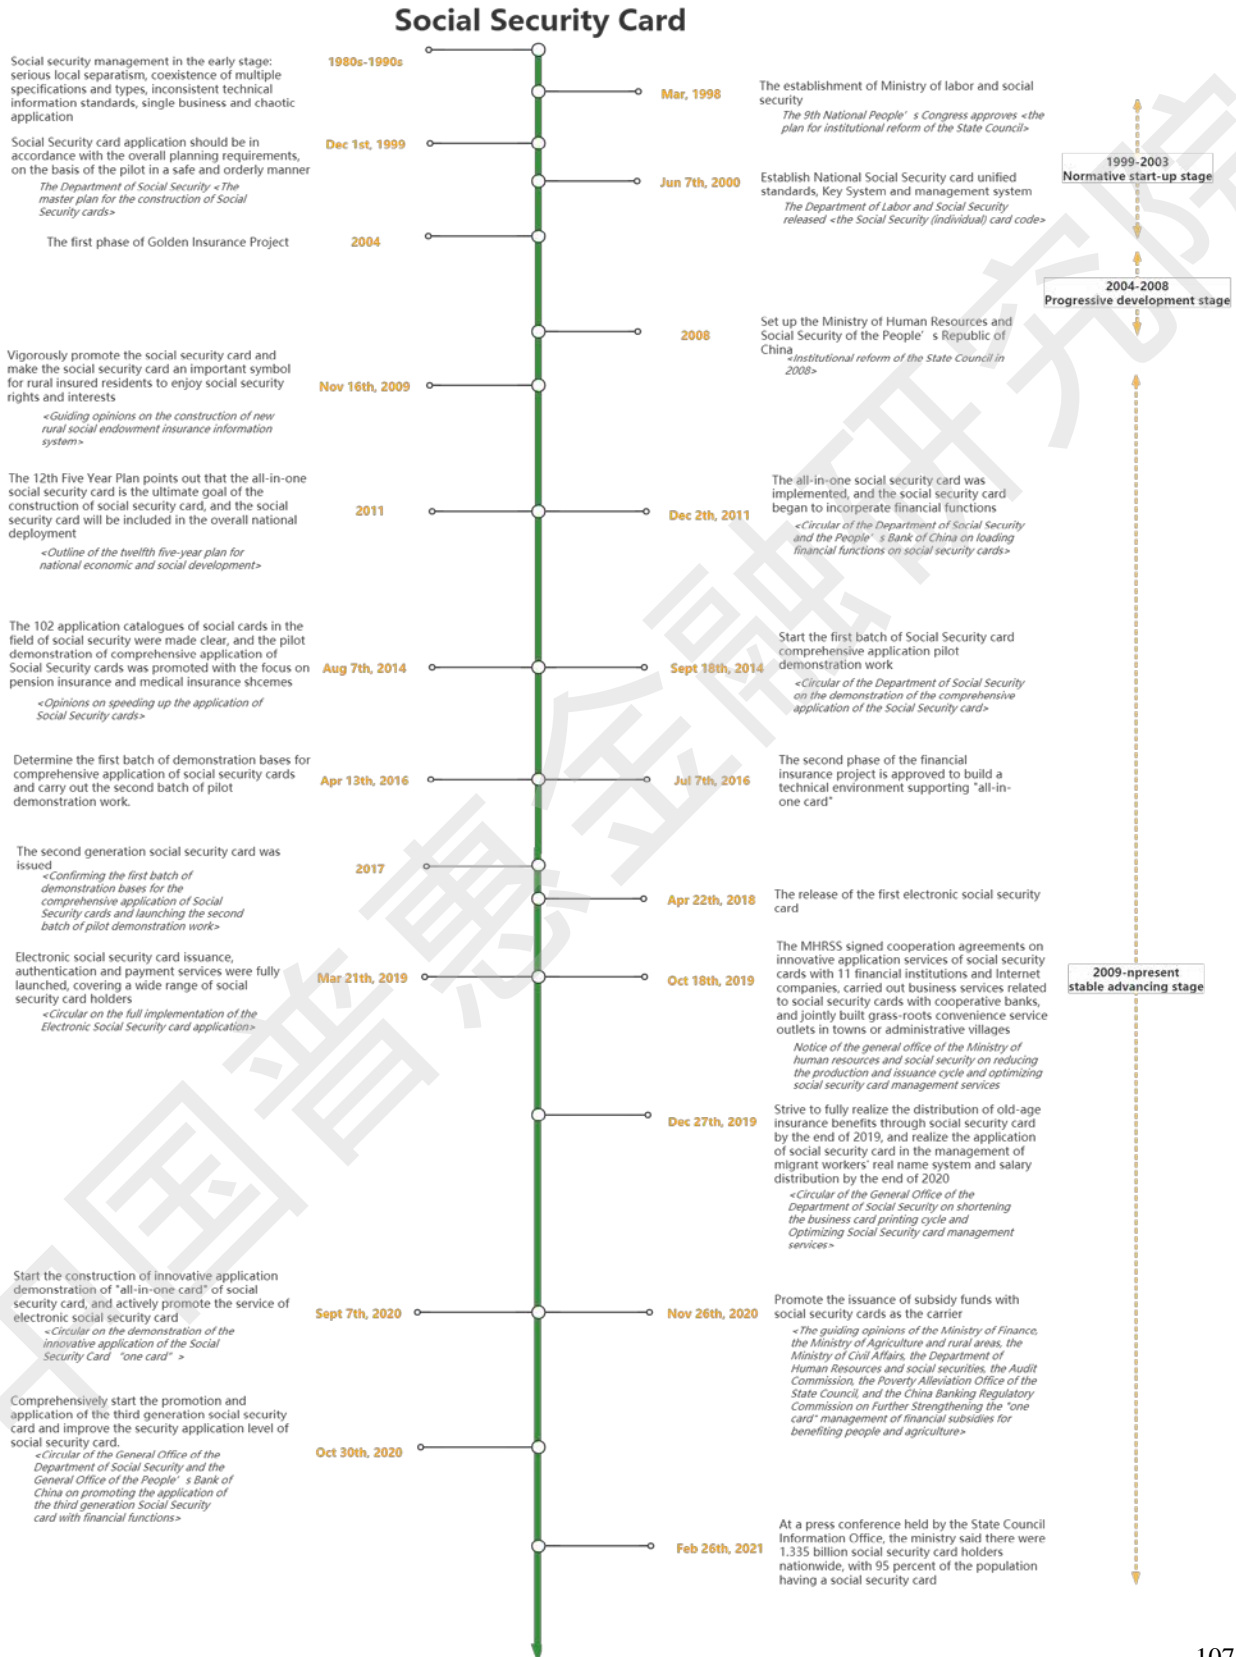 Social Security Card
Social security management in the early stage:
serious local separatism, coexistence of multiple
specifications and types, inconsistent technical
information standards, single business and chaotic
application
1980s-1990s
Mar, 1998
The establishment of Ministry of labor and social
security
The 9th National People’ s Congress approves <the
plan for institutional reform of the State Council>
Social Security card application should be in
accordance with the overall planning requirements,
on the basis of the pilot in a safe and orderly manner
The Department of Social Security <The
master plan for the construction of Social
Security cards>
Dec 1st, 1999
1999-2003
Normative start-up stage
Jun 7th, 2000
Establish National Social Security card unified
standards, Key System and management system
The Department of Labor and Social Security
released <the Social Security (individual) card code>
The first phase of Golden Insurance Project
2004
2004-2008
Progressive development stage
2008
Set up the Ministry of Human Resources and
Social Security of the People’ s Republic of
China
<Institutional reform of the State Council in
2008>
Vigorously promote the social security card and
make the social security card an important symbol
for rural insured residents to enjoy social security
rights and interests
<Guiding opinions on the construction of new
rural social endowment insurance information
system>
Nov 16th, 2009
The 12th Five Year Plan points out that the all-in-one
social security card is the ultimate goal of the
construction of social security card, and the social
security card will be included in the overall national
deployment
<Outline of the twelfth five-year plan for
national economic and social development>
2011
Dec 2th, 2011
The all-in-one social security card was
implemented, and the social security card
began to incorperate financial functions
<Circular of the Department of Social Security
and the People’ s Bank of China on loading
financial functions on social security cards>
The 102 application catalogues of social cards in the
field of social security were made clear, and the pilot
demonstration of comprehensive application of
Social Security cards was promoted with the focus on
pension insurance and medical insurance shcemes
<Opinions on speeding up the application of
Social Security cards>
Aug 7th, 2014
Sept 18th, 2014
Start the first batch of Social Security card
comprehensive application pilot
demonstration work
<Circular of the Department of Social Security
on the demonstration of the comprehensive
application of the Social Security card>
Determine the first batch of demonstration bases for
comprehensive application of social security cards
and carry out the second batch of pilot
demonstration work.
Apr 13th, 2016
Jul 7th, 2016
The second phase of the financial
insurance project is approved to build a
technical environment supporting "all-in-
one card"
The second generation social security card was
issued
<Confirming the first batch of
demonstration bases for the
comprehensive application of Social
Security cards and launching the second
batch of pilot demonstration work>
2017
Apr 22th, 2018
The release of the first electronic social security
card
Electronic social security card issuance,
authentication and payment services were fully
launched, covering a wide range of social
security card holders
<Circular on the full implementation of the
Electronic Social Security card application>
Mar 21th, 2019
Oct 18th, 2019
The MHRSS signed cooperation agreements on
innovative application services of social security
cards with 11 financial institutions and Internet
companies, carried out business services related
to social security cards with cooperative banks,
and jointly built grass-roots convenience service
outlets in towns or administrative villages
Notice of the general office of the Ministry of
human resources and social security on reducing
the production and issuance cycle and optimizing
social security card management services
2009-npresent
stable advancing stage
Dec 27th, 2019
Strive to fully realize the distribution of old-age
insurance benefits through social security card
by the end of 2019, and realize the application
of social security card in the management of
migrant workers' real name system and salary
distribution by the end of 2020
<Circular of the General Office of the
Department of Social Security on shortening
the business card printing cycle and
Optimizing Social Security card management
services>
Start the construction of innovative application
demonstration of "all-in-one card" of social
security card, and actively promote the service of
electronic social security card
<Circular on the demonstration of the
innovative application of the Social
Security Card "one card" >
Sept 7th, 2020
Nov 26th, 2020
Promote the issuance of subsidy funds with
social security cards as the carrier
<The guiding opinions of the Ministry of Finance,
the Ministry of Agriculture and rural areas, the
Ministry of Civil Affairs, the Department of
Human Resources and social securities, the Audit
Commission, the Poverty Alleviation Office of the
State Council, and the China Banking Regulatory
Commission on Further Strengthening the "one
card" management of financial subsidies for
benefiting people and agriculture>
Comprehensively start the promotion and
application of the third generation social security
card and improve the security application level of
social security card.
<Circular of the General Office of the
Department of Social Security and the
General Office of the People’ s Bank of
China on promoting the application of
the third generation Social Security
card with financial functions>
Oct 30th, 2020
Feb 26th, 2021
At a press conference held by the State Council
Information Office, the ministry said there were
1.335 billion social security card holders
nationwide, with 95 percent of the population
having a social security card
107
中国普惠金融研究院